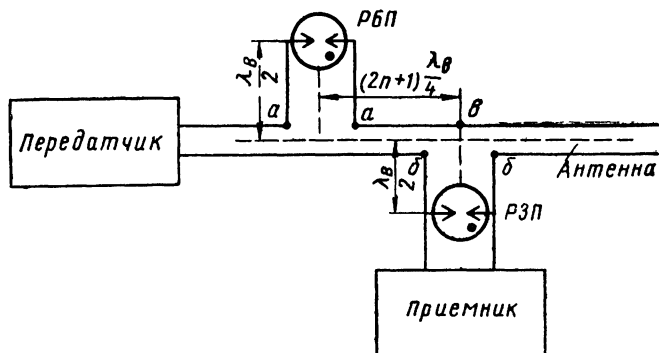 РБП
λв
2
(2n+1) λв
4
а
а
в
Передатчик
б
б
Антенна
λв
2
РЗП
Приемник